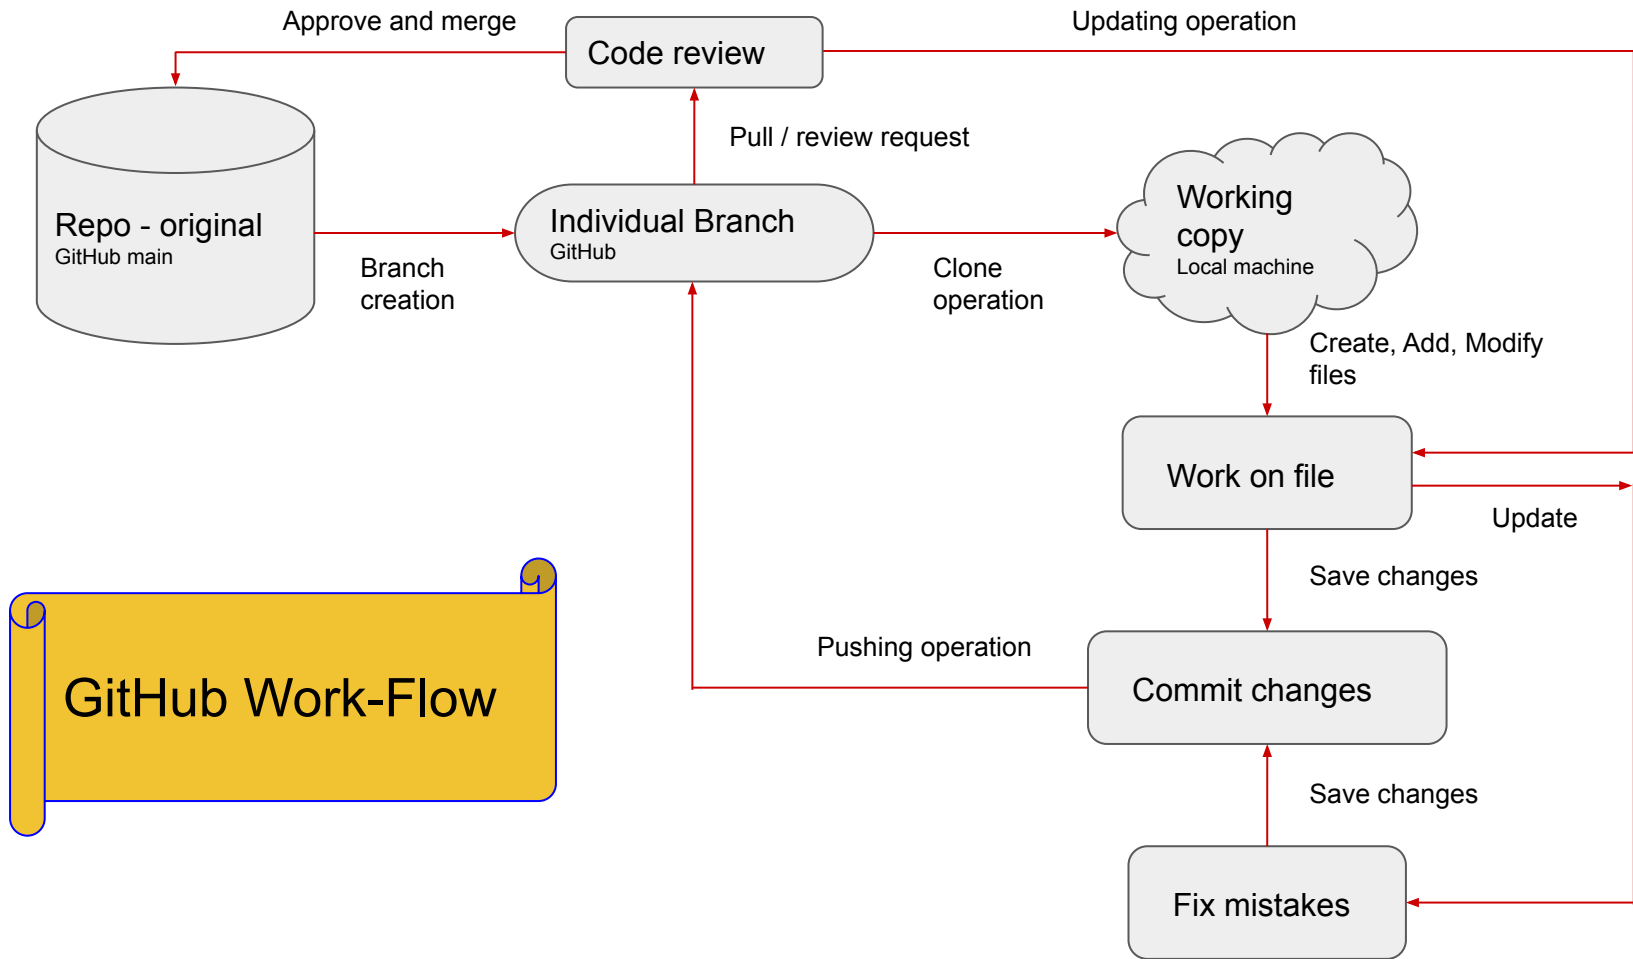 Approve and merge
Code review
Updating operation
Pull / review request
Repo - original
GitHub main
Branch
creation
Individual Branch
GitHub
Clone
operation
Working
copy
Local machine
Create, Add, Modify
files
Work on file
Update
Save changes
Pushing operation
Commit changes
GitHub Work-Flow
Save changes
Fix mistakes